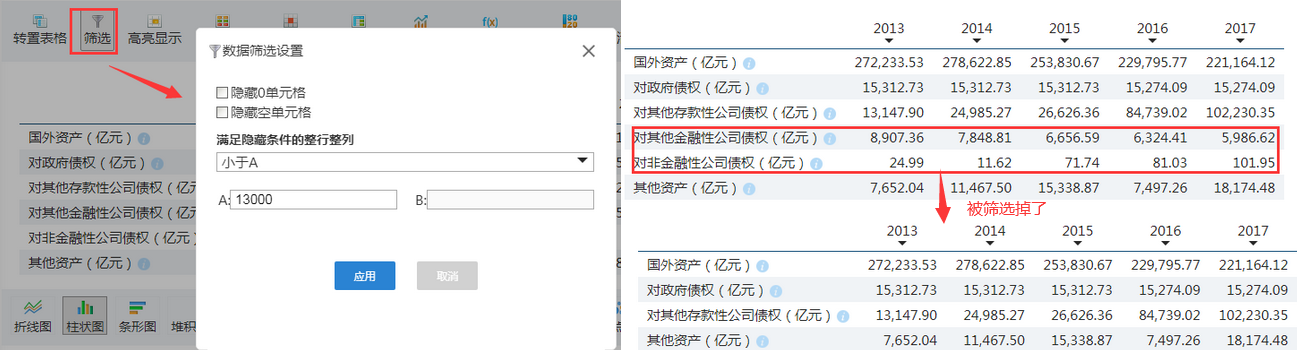 转置表格 筛选 高亮显示 f(x)
数据筛选设置
隐藏0单元格
隐藏空单元格
满足隐藏条件的整行整列
小于A
A: 13000 B:
应用 取消
国外资产（亿元）
对政府债权（亿元）
对其他存款性公司债权（亿元
对其他金融性公司债权（亿元
对非金融性公司债权（亿元）
其他资产（亿元）
折线图 柱状图 条形图 堆积
2013 2014 2015 2016 2017
国外资产（亿元） 272,233.53 278,622.85 253,830.67 229,795.77 221,164.12
对政府债权（亿元） 15,312.73 15,312.73 15,312.73 15,274.09 15,274.09
对其他存款性公司债权（亿元） 13,147.90 24,985.27 26,626.36 84,739.02 102,230.35
对其他金融性公司债权（亿元） 8,907.36 7,848.81 6,656.59 6,324.41 5,986.62
对非金融性公司债权（亿元） 24.99 11.62 71.74 81.03 101.95
其他资产（亿元） 7,652.04 11,467.50 15,338.87 7,497.26 18,174.48
被筛选掉了
2013 2014 2015 2016 2017
国外资产（亿元） 272,233.53 278,622.85 253,830.67 229,795.77 221,164.12
对政府债权（亿元） 15,312.73 15,312.73 15,312.73 15,274.09 15,274.09
对其他存款性公司债权（亿元） 13,147.90 24,985.27 26,626.36 84,739.02 102,230.35
其他资产（亿元） 7,652.04 11,467.50 15,338.87 7,497.26 18,174.48